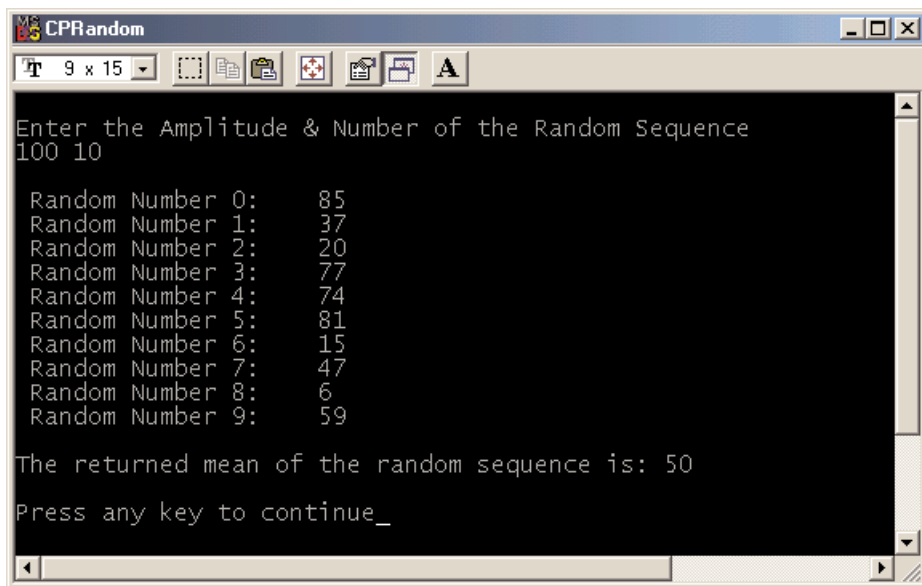 CPRandom
9 x 15
A
Enter the Amplitude & Number of the Random Sequence
100 10
Random Number 0: 85
Random Number 1: 37
Random Number 2: 20
Random Number 3: 77
Random Number 4: 74
Random Number 5: 81
Random Number 6: 15
Random Number 7: 47
Random Number 8: 6
Random Number 9: 59
The returned mean of the random sequence is: 50
Press any key to continue_